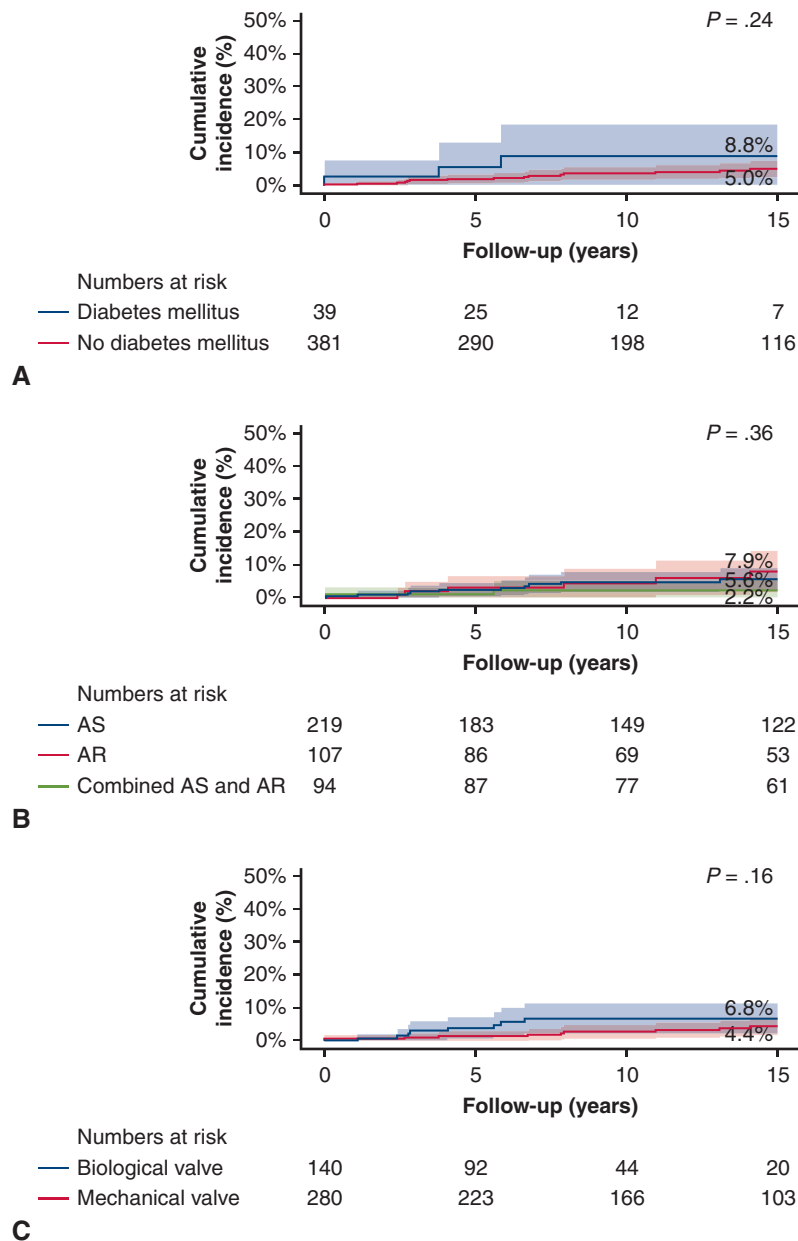 P = .24
50%
40%
30%
20%
10%
0%
Cumulative
incidence (%)
8.8%
5.0%
0 5 10 15
Follow-up (years)
Numbers at risk
Diabetes mellitus 39 25 12 7
No diabetes mellitus 381 290 198 116
A
P = .36
50%
40%
30%
20%
10%
0%
Cumulative
incidence (%)
7.9%
5.6%
2.2%
0 5 10 15
Follow-up (years)
Numbers at risk
AS 219 183 149 122
AR 107 86 69 53
Combined AS and AR 94 87 77 61
B
P = .16
50%
40%
30%
20%
10%
0%
Cumulative
incidence (%)
6.8%
4.4%
0 5 10 15
Follow-up (years)
Numbers at risk
Biological valve 140 92 44 20
Mechanical valve 280 223 166 103
C